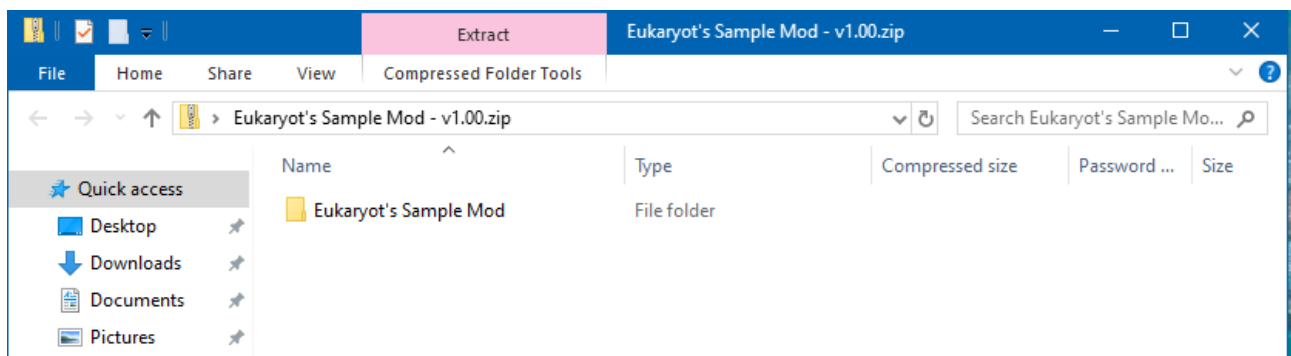 Extract Eukaryot's Sample Mod - v1.00.zip
File Home Share View Compressed Folder Tools
Eukaryot's Sample Mod - v1.00.zip Search Eukaryot's Sample Mo...
Name Type Compressed size Password ... Size
Quick access
Eukaryot's Sample Mod File folder
Desktop
Downloads
Documents
Pictures